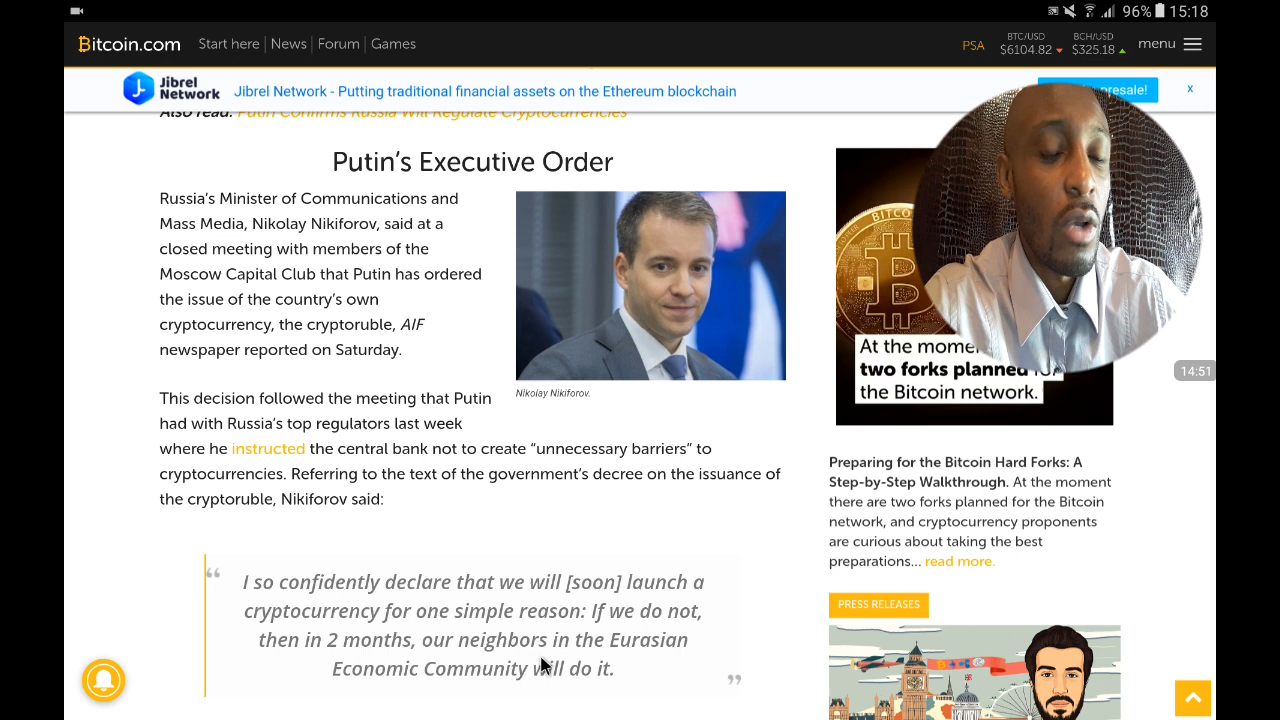 96% 15:18
Bitcoin.com Start here News Forum Games PSA BTC/USD $6104.82 BCH/USD $325.18 menu
Jibrel Network Jibrel Network - Putting traditional financial assets on the Ethereum blockchain presale! x
Also read: Putin Confirms Russia Will Regulate Cryptocurrencies
Putin’s Executive Order
Russia’s Minister of Communications and
Mass Media, Nikolay Nikiforov, said at a
closed meeting with members of the
Moscow Capital Club that Putin has ordered
the issue of the country’s own
cryptocurrency, the cryptoruble, AIF
newspaper reported on Saturday.
Nikolay Nikiforov.
This decision followed the meeting that Putin
had with Russia’s top regulators last week
where he instructed the central bank not to create “unnecessary barriers” to
cryptocurrencies. Referring to the text of the government’s decree on the issuance of
the cryptoruble, Nikiforov said:
“ I so confidently declare that we will [soon] launch a
cryptocurrency for one simple reason: If we do not,
then in 2 months, our neighbors in the Eurasian
Economic Community will do it. ”
At the
two forks planned
the Bitcoin network.
14:51
Preparing for the Bitcoin Hard Forks: A
Step-by-Step Walkthrough. At the moment
there are two forks planned for the Bitcoin
network, and cryptocurrency proponents
are curious about taking the best
preparations... read more.
PRESS RELEASES